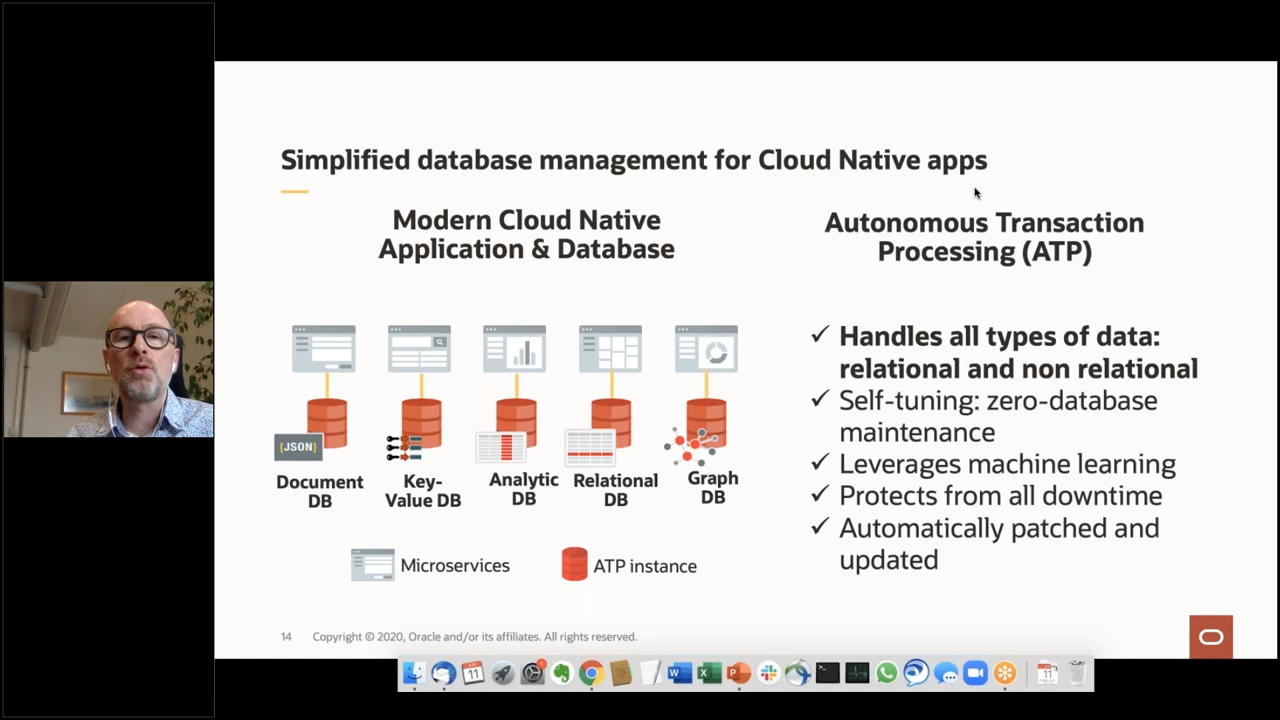 Simplified database management for Cloud Native apps
Modern Cloud Native
Application & Database
{JSON}
Document
DB
Key-
Value DB
Analytic
DB
Relational
DB
Graph
DB
Microservices
ATP instance
Autonomous Transaction
Processing (ATP)
✓ Handles all types of data:
relational and non relational
✓ Self-tuning: zero-database
maintenance
✓ Leverages machine learning
✓ Protects from all downtime
✓ Automatically patched and
updated
14 Copyright © 2020, Oracle and/or its affiliates. All rights reserved.
11
11